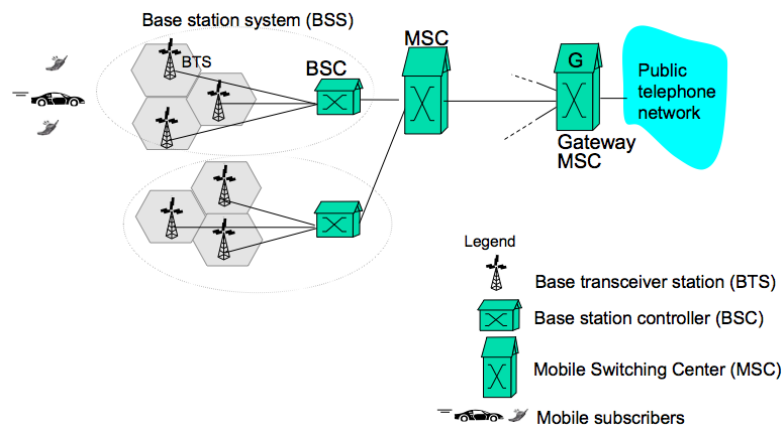 Base station system (BSS)
BTS
BSC
MSC
G
Gateway
MSC
Public
telephone
network
Legend
Base transceiver station (BTS)
Base station controller (BSC)
Mobile Switching Center (MSC)
Mobile subscribers